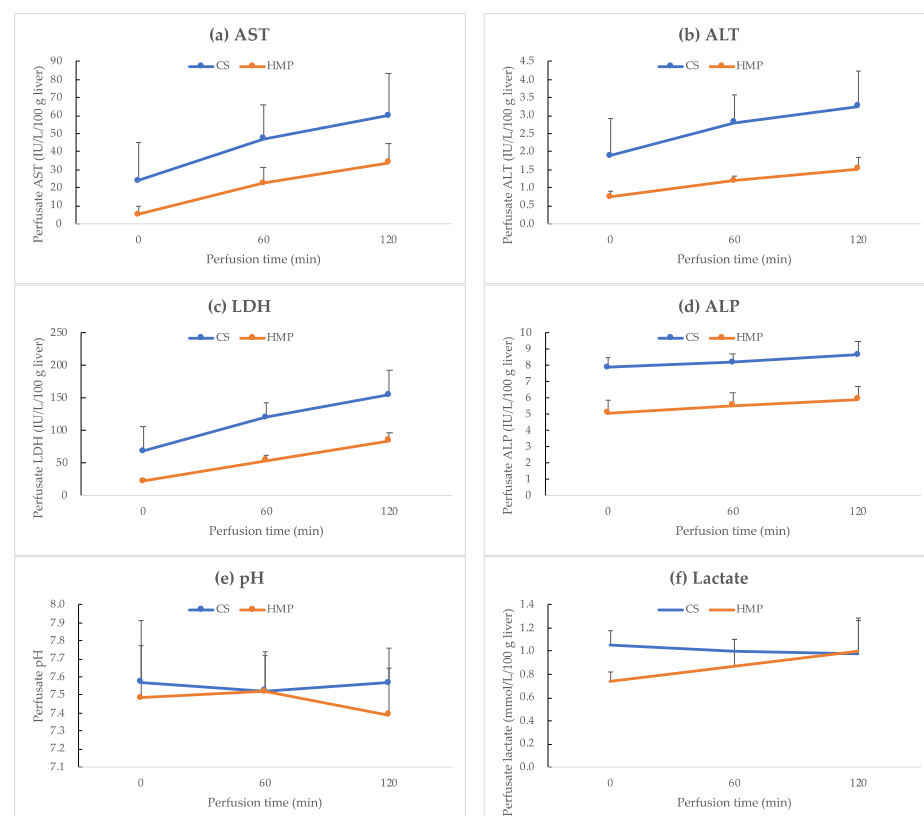 (a) AST
CS HMP
Perfusate AST (IU/L/100 g liver)
90
80
70
60
50
40
30
20
10
0
0 60 120
Perfusion time (min)
(b) ALT
CS HMP
Perfusate ALT (IU/L/100 g liver)
4.5
4.0
3.5
3.0
2.5
2.0
1.5
1.0
0.5
0.0
0 60 120
Perfusion time (min)
(c) LDH
CS HMP
Perfusate LDH (IU/L/100 g liver)
250
200
150
100
50
0
0 60 120
Perfusion time (min)
(d) ALP
CS HMP
Perfusate ALP (IU/L/100 g liver)
10
9
8
7
6
5
4
3
2
1
0
0 60 120
Perfusion time (min)
(e) pH
CS HMP
Perfusate pH
8.0
7.9
7.8
7.7
7.6
7.5
7.4
7.3
7.2
7.1
0 60 120
Perfusion time (min)
(f) Lactate
CS HMP
Perfusate lactate (mmol/L/100 g liver)
1.4
1.2
1.0
0.8
0.6
0.4
0.2
0.0
0 60 120
Perfusion time (min)